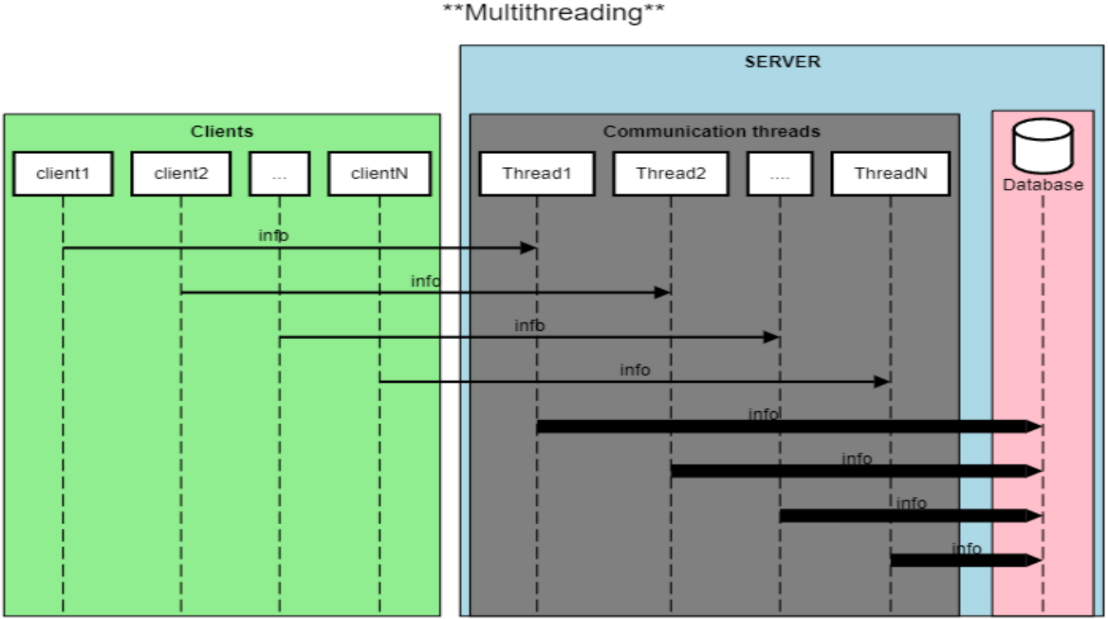 **Multithreading**
SERVER
Clients
Communication threads
client1
client2
...
clientN
Thread1
Thread2
....
ThreadN
Database
info
info
info
info
info
info
info
info